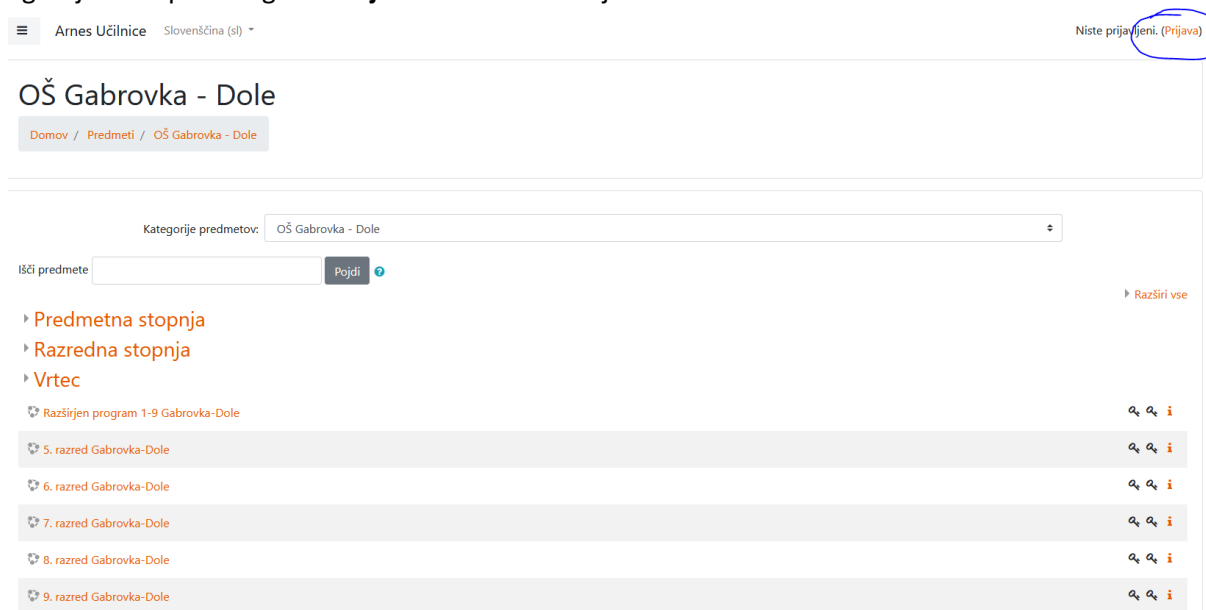 Arnes Učilnice Slovenščina (sl)
Niste prijavljeni. (Prijava)
OŠ Gabrovka - Dole
Domov / Predmeti / OŠ Gabrovka - Dole
Kategorije predmetov: OŠ Gabrovka - Dole
Išči predmete Pojdi
Razširi vse
Predmetna stopnja
Razredna stopnja
Vrtec
Razširjen program 1-9 Gabrovka-Dole
5. razred Gabrovka-Dole
6. razred Gabrovka-Dole
7. razred Gabrovka-Dole
8. razred Gabrovka-Dole
9. razred Gabrovka-Dole